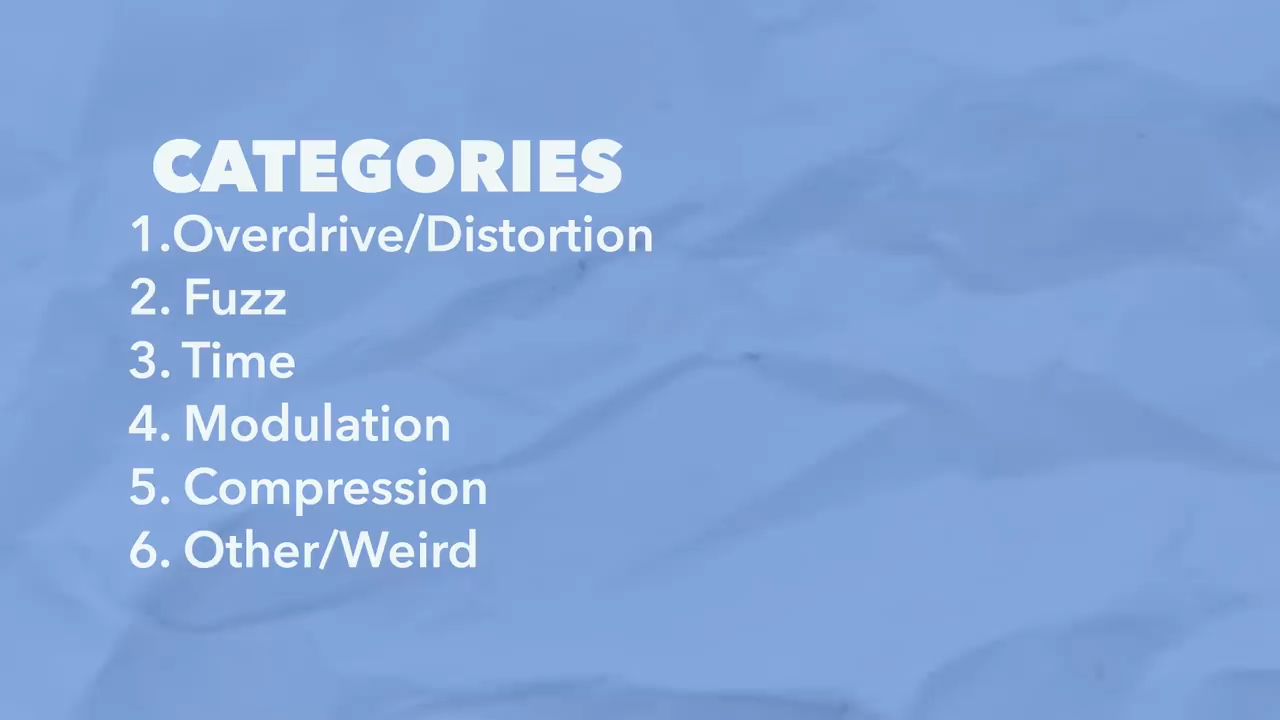 CATEGORIES
1.Overdrive/Distortion
2. Fuzz
3. Time
4. Modulation
5. Compression
6. Other/Weird